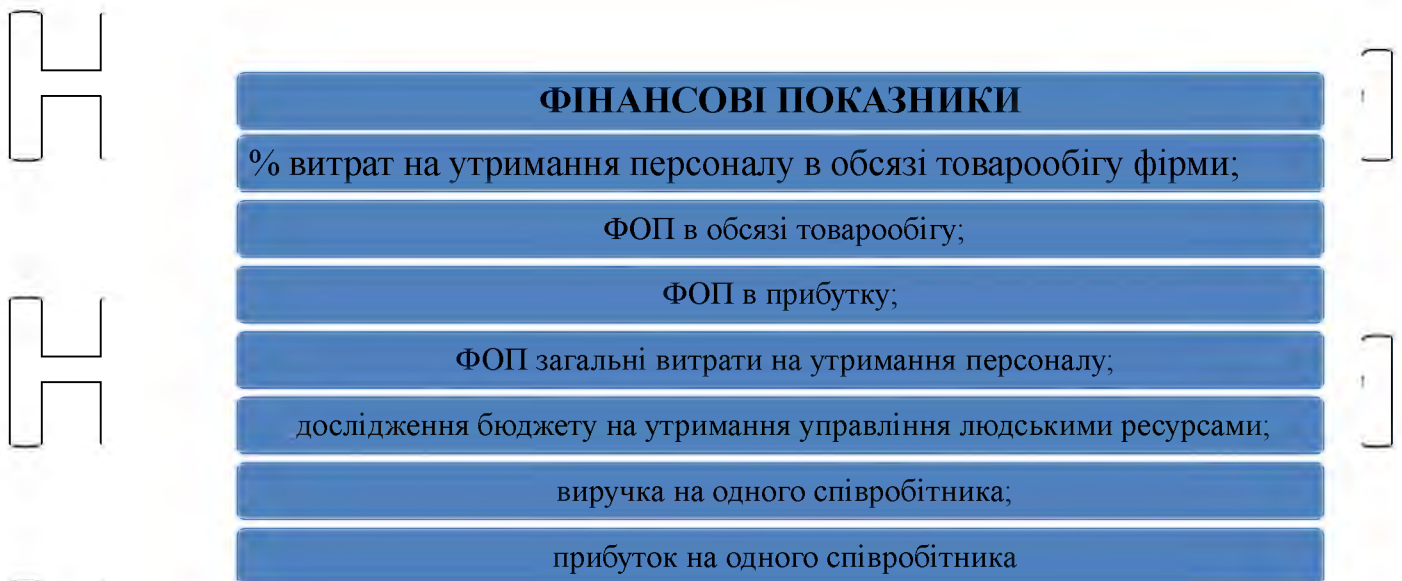 ФІНАНСОВІ ПОКАЗНИКИ
% витрат на утримання персоналу в обсязі товарообігу фірми;
ФОП в обсязі товарообігу;
ФОП в прибутку;
ФОП загальні витрати на утримання персоналу;
дослідження бюджету на утримання управління людськими ресурсами;
виручка на одного співробітника;
прибуток на одного співробітника